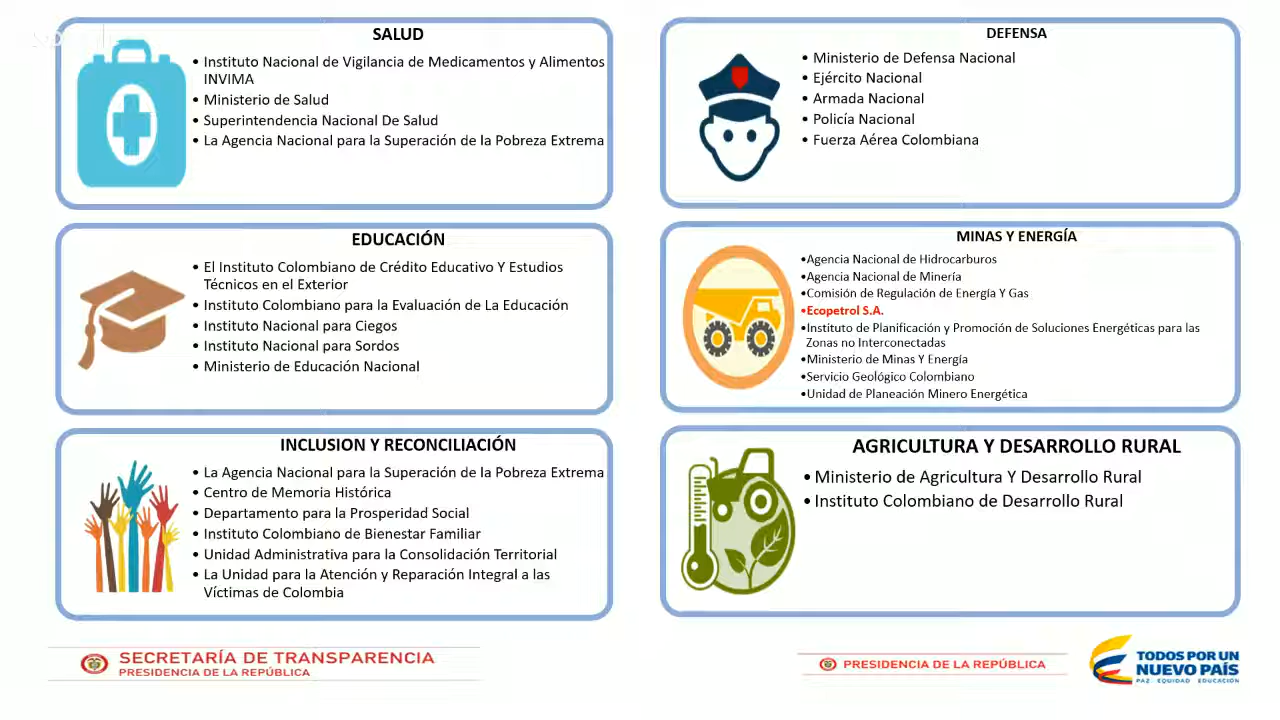 SALUD
• Instituto Nacional de Vigilancia de Medicamentos y Alimentos
INVIMA
• Ministerio de Salud
• Superintendencia Nacional De Salud
• La Agencia Nacional para la Superación de la Pobreza Extrema
DEFENSA
• Ministerio de Defensa Nacional
• Ejército Nacional
• Armada Nacional
• Policía Nacional
• Fuerza Aérea Colombiana
EDUCACIÓN
• El Instituto Colombiano de Crédito Educativo Y Estudios
Técnicos en el Exterior
• Instituto Colombiano para la Evaluación de La Educación
• Instituto Nacional para Ciegos
• Instituto Nacional para Sordos
• Ministerio de Educación Nacional
MINAS Y ENERGÍA
•Agencia Nacional de Hidrocarburos
•Agencia Nacional de Minería
•Comisión de Regulación de Energía Y Gas
•Ecopetrol S.A.
•Instituto de Planificación y Promoción de Soluciones Energéticas para las
Zonas no Interconectadas
•Ministerio de Minas Y Energía
•Servicio Geológico Colombiano
•Unidad de Planeación Minero Energética
INCLUSION Y RECONCILIACIÓN
• La Agencia Nacional para la Superación de la Pobreza Extrema
• Centro de Memoria Histórica
• Departamento para la Prosperidad Social
• Instituto Colombiano de Bienestar Familiar
• Unidad Administrativa para la Consolidación Territorial
• La Unidad para la Atención y Reparación Integral a las
Víctimas de Colombia
AGRICULTURA Y DESARROLLO RURAL
• Ministerio de Agricultura Y Desarrollo Rural
• Instituto Colombiano de Desarrollo Rural
SECRETARÍA DE TRANSPARENCIA
PRESIDENCIA DE LA REPÚBLICA
PRESIDENCIA DE LA REPÚBLICA
TODOS POR UN
NUEVO PAÍS
PAZ EQUIDAD EDUCACIÓN